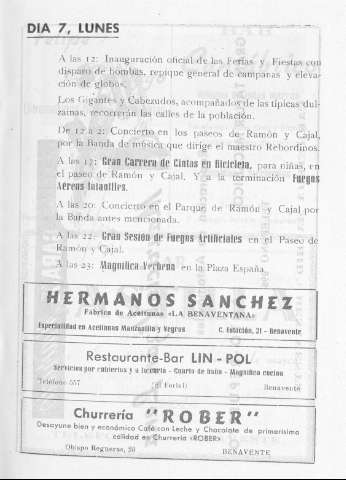 DIA 7, LUNES
A las 12: Inauguración oficial de las Ferias y Fiestas con
disparo de bombas, repique general de campanas y eleva-
ción de globos.
Los Gigantes y Cabezudos, acompañados de las típicas dul-
zainas, recorrerán las calles de la población.
De 12 a 2: Concierto en los paseos de Ramón y Cajal,
por la Banda de música que dirige el maestro Rebordinos.
A las 17: Gran Carrera de Cintas en Bicicleta, para niñas, en
el paseo de Ramón y Cajal. Y a la terminación Fuegos
Aéreos Infantiles.
A las 20: Concierto en el Parque de Ramón y Cajal por
la Banda antes mencionada.
A las 22: Gran Sesión de Fuegos Artificiales en el Paseo de
Ramón y Cajal.
A las 23: Magnífica Verbena en la Plaza España.
HERMANOS SANCHEZ
Fábrica de Aceitunas «LA BENAVENTANA»
Especialidad en Aceitunas Manzanilla y Negras C. Estación, 31 - Benavente
Restaurante-Bar LIN - POL
Servicios por cubiertos y a la carta - Cuarto de baño - Magnífica cocina
Teléfono 557 (El Ferial) Benavente
Churrería "ROBER"
Desayuno bien y económico Café con Leche y Chocolate de primerísima
calidad en Churrería «ROBER»
Obispo Regueras, 26 BENAVENTE